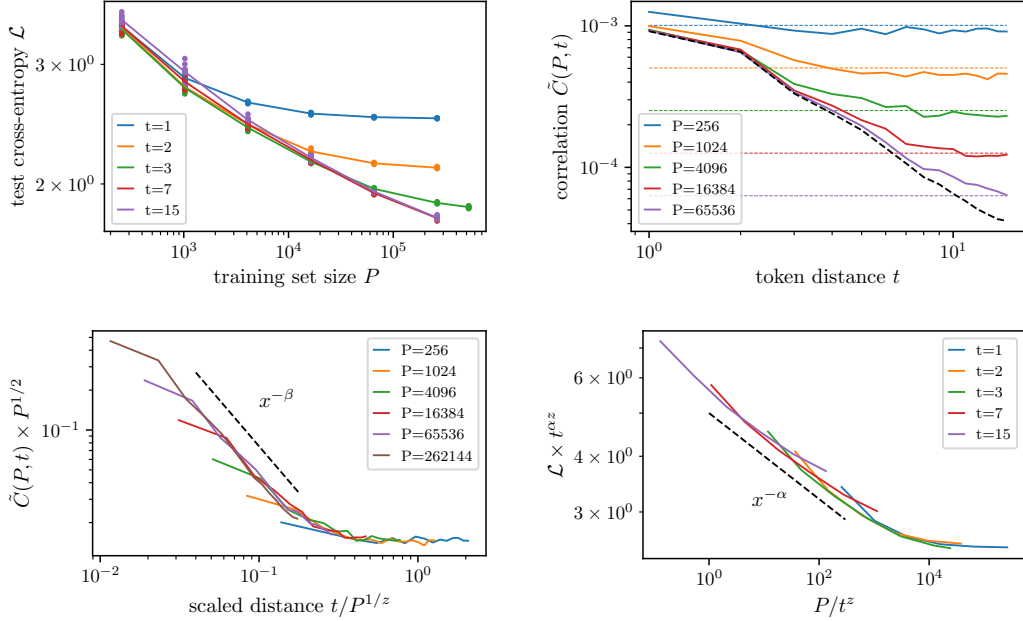 test cross-entropy ℒ
3 × 10⁰
2 × 10⁰
t=1
t=2
t=3
t=7
t=15
10³
10⁴
10⁵
training set size P
correlation C̃(P, t)
10⁻³
10⁻⁴
P=256
P=1024
P=4096
P=16384
P=65536
10⁰
10¹
token distance t
C̃(P, t) × P^{1/2}
10⁻¹
x^{−β}
P=256
P=1024
P=4096
P=16384
P=65536
P=262144
10⁻²
10⁻¹
10⁰
scaled distance t/P^{1/z}
ℒ × t^{αz}
6 × 10⁰
4 × 10⁰
3 × 10⁰
x^{−α}
t=1
t=2
t=3
t=7
t=15
10⁰
10²
10⁴
P/t^z